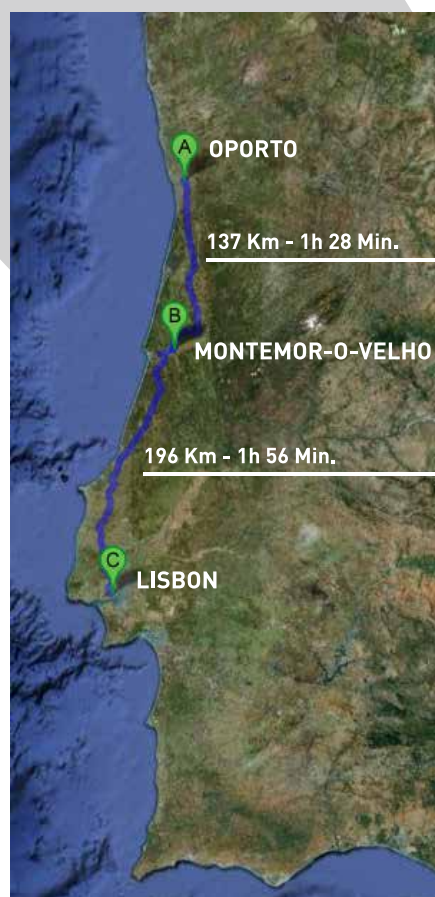 A
OPORTO
137 Km - 1h 28 Min.
B
MONTEMOR-O-VELHO
196 Km - 1h 56 Min.
C
LISBON